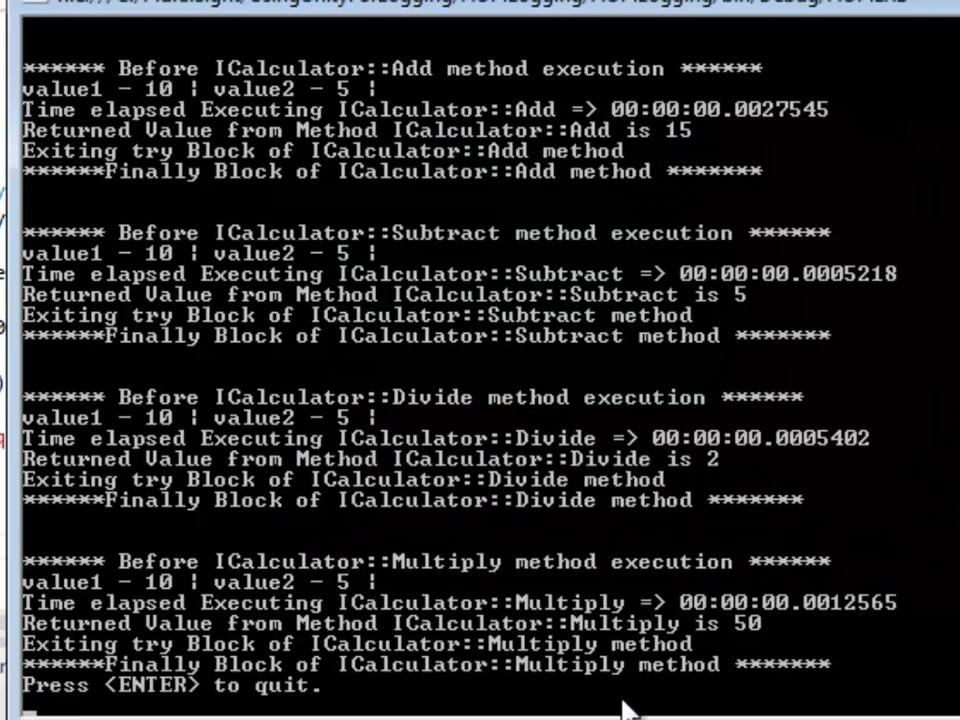 ****** Before ICalculator::Add method execution ******
value1 - 10 | value2 - 5 |
Time elapsed Executing ICalculator::Add => 00:00:00.0027545
Returned Value from Method ICalculator::Add is 15
Exiting try Block of ICalculator::Add method
******Finally Block of ICalculator::Add method *******
****** Before ICalculator::Subtract method execution ******
value1 - 10 | value2 - 5 |
Time elapsed Executing ICalculator::Subtract => 00:00:00.0005218
Returned Value from Method ICalculator::Subtract is 5
Exiting try Block of ICalculator::Subtract method
******Finally Block of ICalculator::Subtract method *******
****** Before ICalculator::Divide method execution ******
value1 - 10 | value2 - 5 |
Time elapsed Executing ICalculator::Divide => 00:00:00.0005402
Returned Value from Method ICalculator::Divide is 2
Exiting try Block of ICalculator::Divide method
******Finally Block of ICalculator::Divide method *******
****** Before ICalculator::Multiply method execution ******
value1 - 10 | value2 - 5 |
Time elapsed Executing ICalculator::Multiply => 00:00:00.0012565
Returned Value from Method ICalculator::Multiply is 50
Exiting try Block of ICalculator::Multiply method
******Finally Block of ICalculator::Multiply method *******
Press <ENTER> to quit.